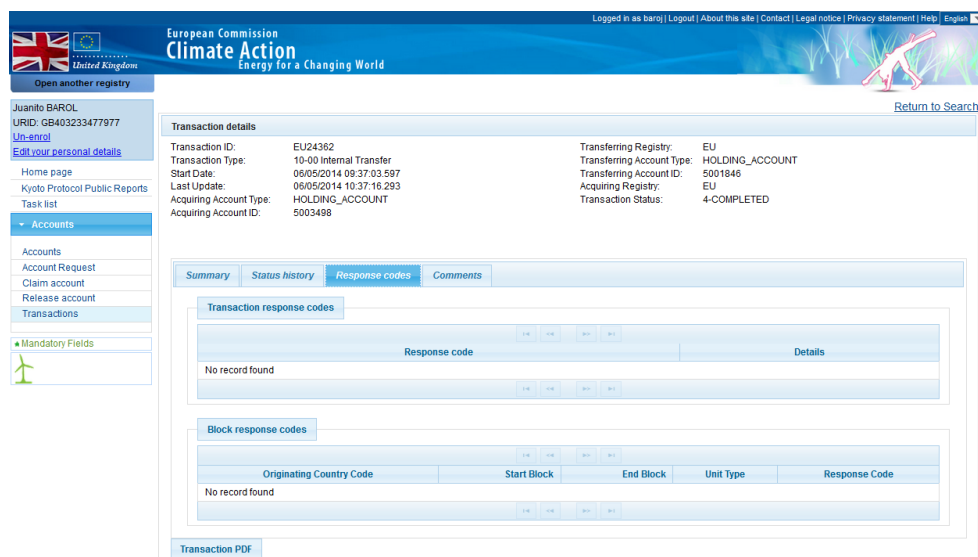 Logged in as baroj | Logout | About this site | Contact | Legal notice | Privacy statement | Help English
European Commission
Climate Action
Energy for a Changing World
United Kingdom
Open another registry
Return to Search
Juanito BAROL
URID: GB403233477977
Un-enrol
Edit your personal details
Home page
Kyoto Protocol Public Reports
Task list
Accounts
Accounts
Account Request
Claim account
Release account
Transactions
Mandatory Fields
Transaction details
Transaction ID: EU24362 Transferring Registry: EU
Transaction Type: 10-00 Internal Transfer Transferring Account Type: HOLDING_ACCOUNT
Start Date: 06/05/2014 09:37:03.597 Transferring Account ID: 5001846
Last Update: 06/05/2014 10:37:16.293 Acquiring Registry: EU
Acquiring Account Type: HOLDING_ACCOUNT Transaction Status: 4-COMPLETED
Acquiring Account ID: 5003498
Summary Status history Response codes Comments
Transaction response codes
Response code Details
No record found
Block response codes
Originating Country Code Start Block End Block Unit Type Response Code
No record found
Transaction PDF